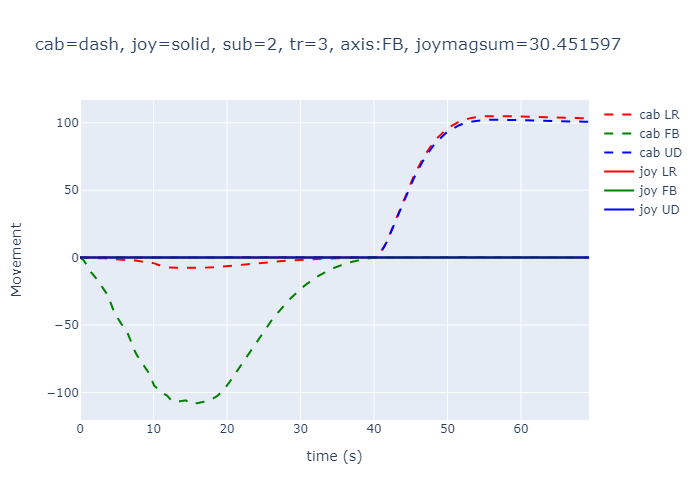 cab=dash, joy=solid, sub=2, tr=3, axis:FB, joymagsum=30.451597
cab LR
cab FB
cab UD
joy LR
joy FB
joy UD
Movement
100
50
0
−50
−100
0
10
20
30
40
50
60
time (s)